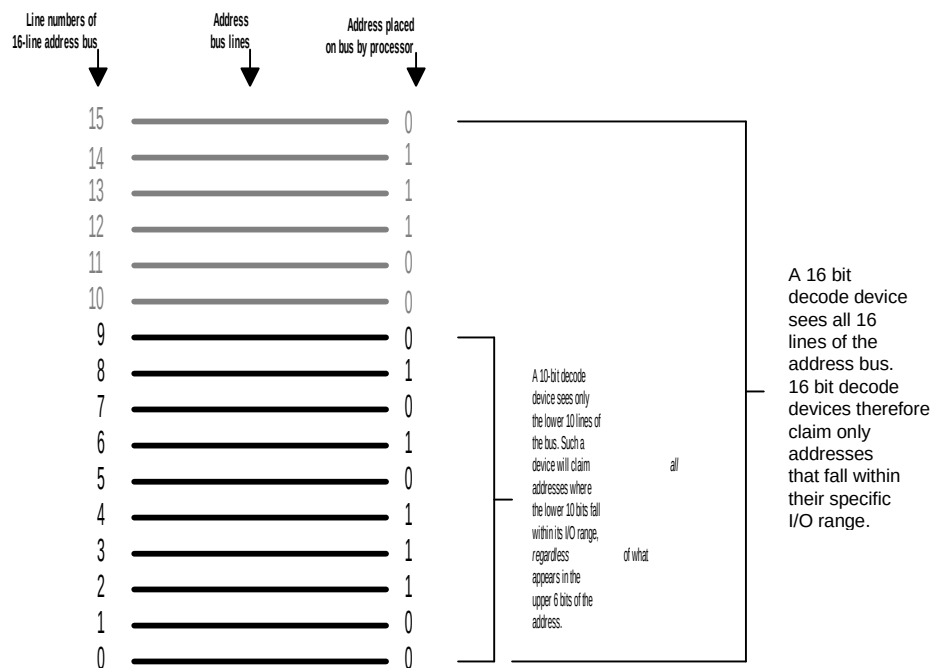 Line numbers of
16-line address bus
Address
bus lines
Address placed
on bus by processor
15 0
14 1
13 1
12 1
11 0
10 0
9 0
8 1
7 0
6 1
5 0
4 1
3 1
2 1
1 0
0 0
A 10-bit decode
device sees only
the lower 10 lines of
the bus. Such a
device will claim all
addresses where
the lower 10 bits fall
within its I/O range,
regardless of what
appears in the
upper 6 bits of the
address.
A 16 bit
decode device
sees all 16
lines of the
address bus.
16 bit decode
devices therefore
claim only
addresses
that fall within
their specific
I/O range.